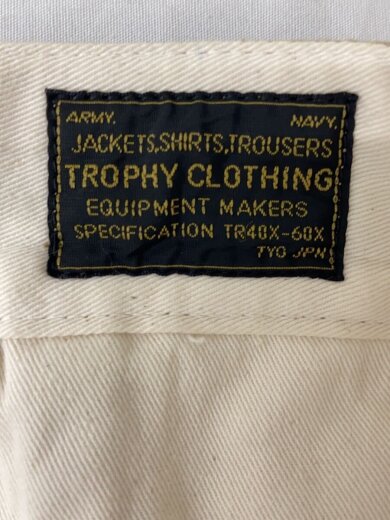 ARMY, NAVY,
JACKETS,SHIRTS,TROUSERS
TROPHY CLOTHING
EQUIPMENT MAKERS
SPECIFICATION TR40X-60X
TYO JPN